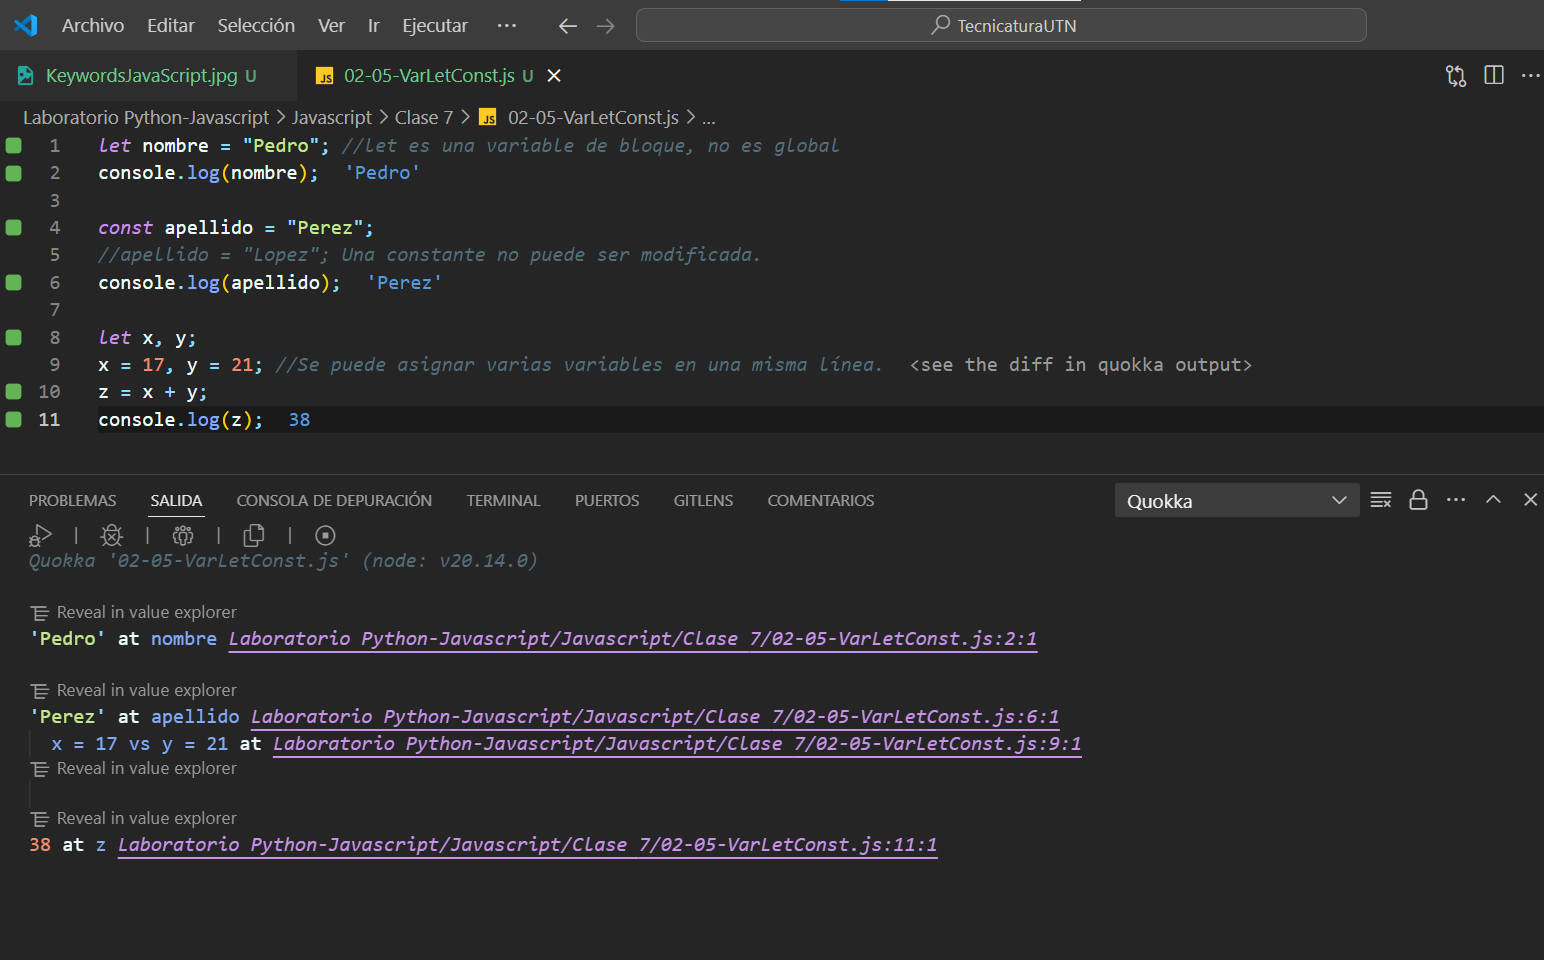 Archivo Editar Selección Ver Ir Ejecutar ··· TecnicaturaUTN
KeywordsJavaScript.jpg U JS 02-05-VarLetConst.js U
Laboratorio Python-Javascript > Javascript > Clase 7 > JS 02-05-VarLetConst.js > ...
1 let nombre = "Pedro"; //let es una variable de bloque, no es global
2 console.log(nombre); 'Pedro'
3
4 const apellido = "Perez";
5 //apellido = "Lopez"; Una constante no puede ser modificada.
6 console.log(apellido); 'Perez'
7
8 let x, y;
9 x = 17, y = 21; //Se puede asignar varias variables en una misma línea. <see the diff in quokka output>
10 z = x + y;
11 console.log(z); 38
PROBLEMAS SALIDA CONSOLA DE DEPURACIÓN TERMINAL PUERTOS GITLENS COMENTARIOS Quokka
Quokka '02-05-VarLetConst.js' (node: v20.14.0)
Reveal in value explorer
'Pedro' at nombre Laboratorio Python-Javascript/Javascript/Clase 7/02-05-VarLetConst.js:2:1
Reveal in value explorer
'Perez' at apellido Laboratorio Python-Javascript/Javascript/Clase 7/02-05-VarLetConst.js:6:1
x = 17 vs y = 21 at Laboratorio Python-Javascript/Javascript/Clase 7/02-05-VarLetConst.js:9:1
Reveal in value explorer
Reveal in value explorer
38 at z Laboratorio Python-Javascript/Javascript/Clase 7/02-05-VarLetConst.js:11:1